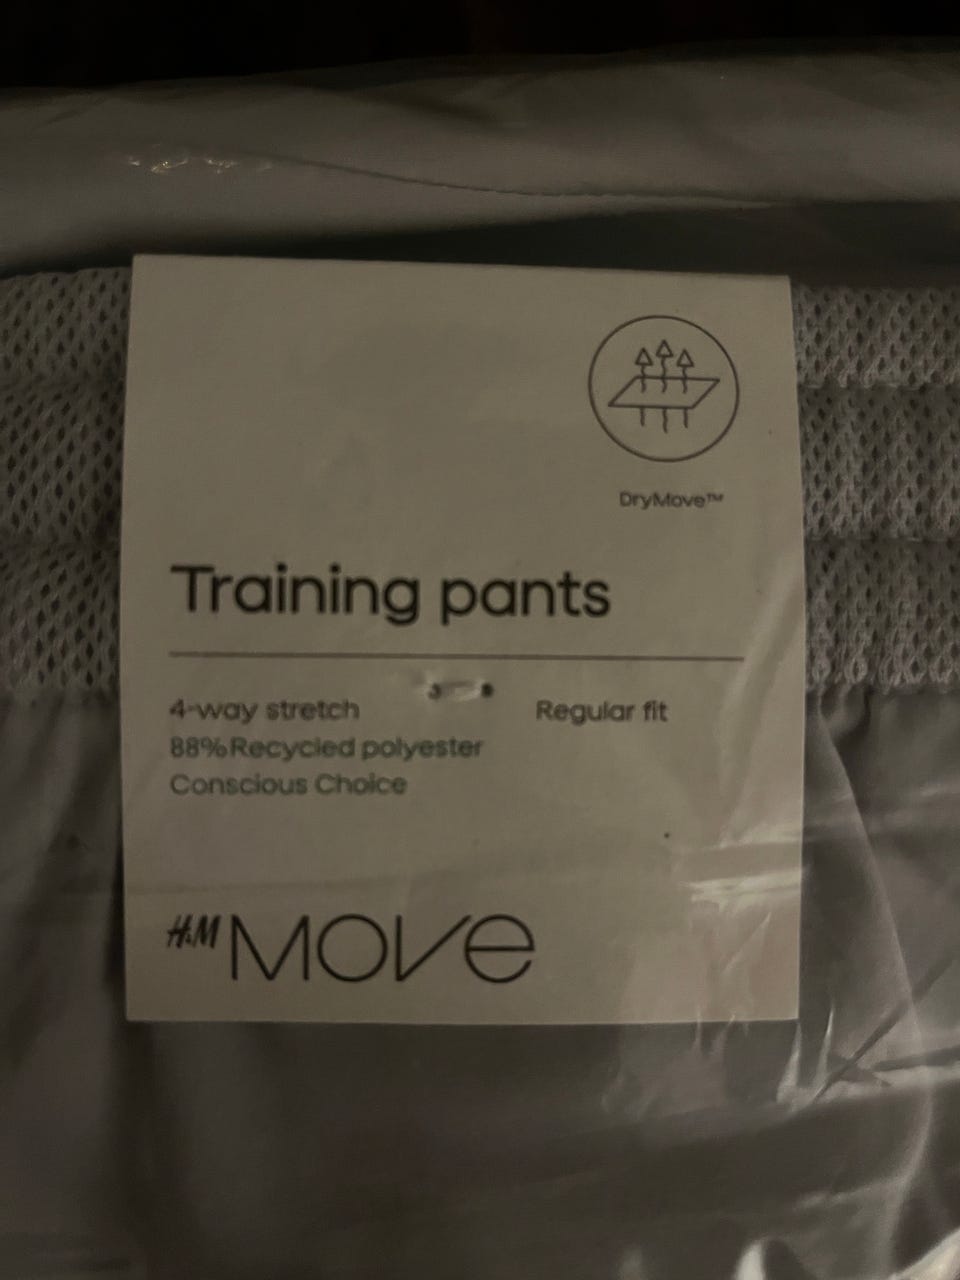 DryMove™
Training pants
4-way stretch Regular fit
88%Recycled polyester
Conscious Choice
H&M MOVE